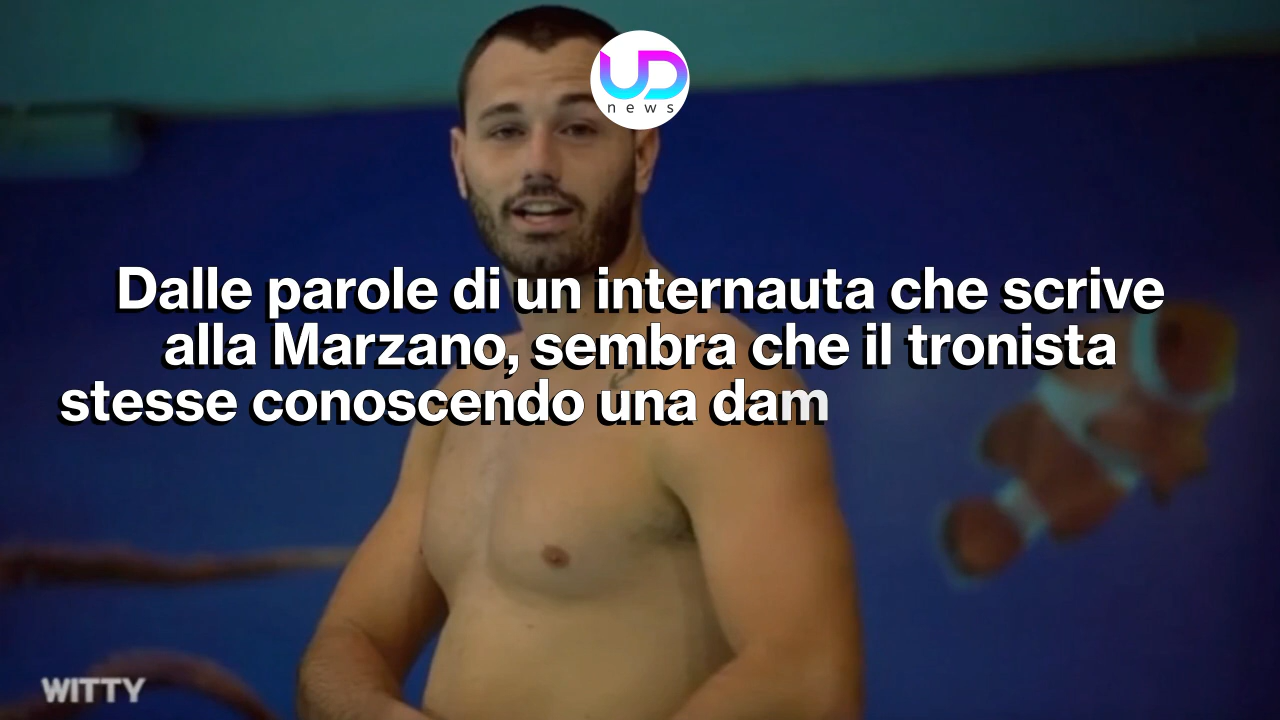 UD
news
Dalle parole di un internauta che scrive
alla Marzano, sembra che il tronista
stesse conoscendo una dam
WITTY